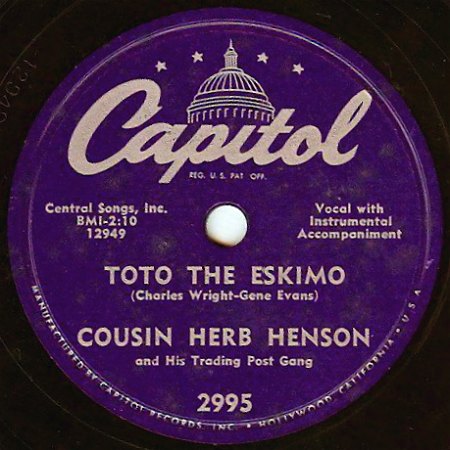 Capitol
REG. U.S. PAT. OFF.
Central Songs, Inc.
BMI-2:10
12949
Vocal with
Instrumental
Accompaniment
TOTO THE ESKIMO
(Charles Wright-Gene Evans)
COUSIN HERB HENSON
and His Trading Post Gang
2995
MANUFACTURED BY CAPITOL RECORDS, INC. • HOLLYWOOD, CALIFORNIA • U.S.A.
12949